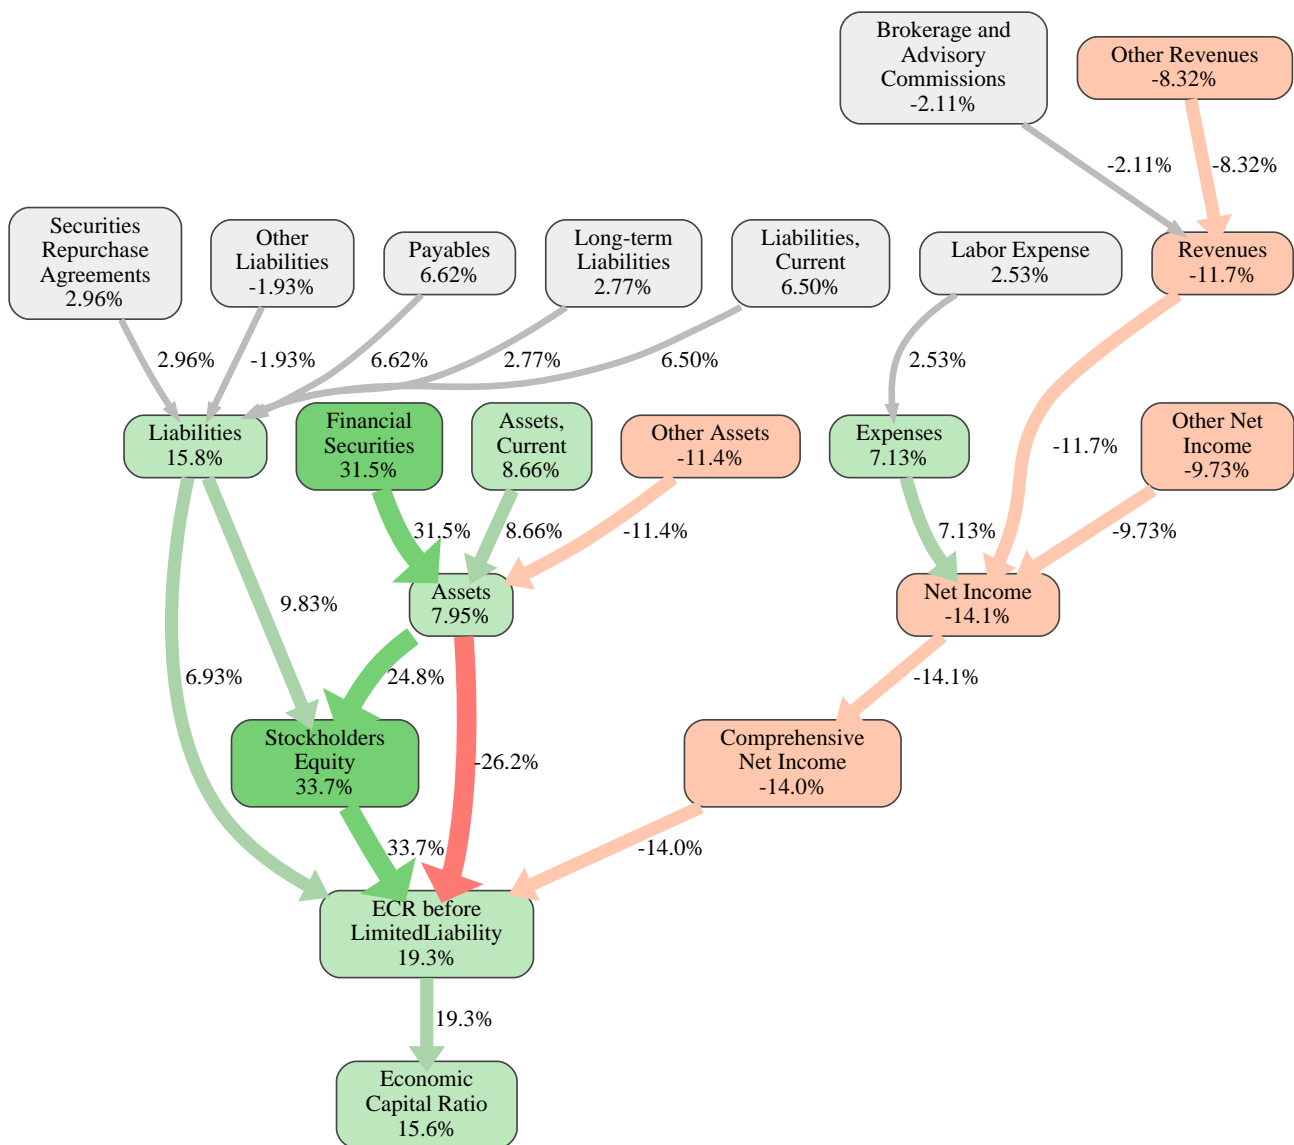 Brokerage and
Advisory
Commissions
-2.11%
Other Revenues
-8.32%
-2.11%
-8.32%
Securities
Repurchase
Agreements
2.96%
Other
Liabilities
-1.93%
Payables
6.62%
Long-term
Liabilities
2.77%
Liabilities,
Current
6.50%
Labor Expense
2.53%
Revenues
-11.7%
2.96%
-1.93%
6.62%
2.77%
6.50%
2.53%
Liabilities
15.8%
Financial
Securities
31.5%
Assets,
Current
8.66%
Other Assets
-11.4%
Expenses
7.13%
-11.7%
Other Net
Income
-9.73%
31.5%
8.66%
-11.4%
7.13%
-9.73%
Assets
7.95%
Net Income
-14.1%
9.83%
6.93%
24.8%
-14.1%
Stockholders
Equity
33.7%
-26.2%
Comprehensive
Net Income
-14.0%
33.7%
-14.0%
ECR before
LimitedLiability
19.3%
19.3%
Economic
Capital Ratio
15.6%